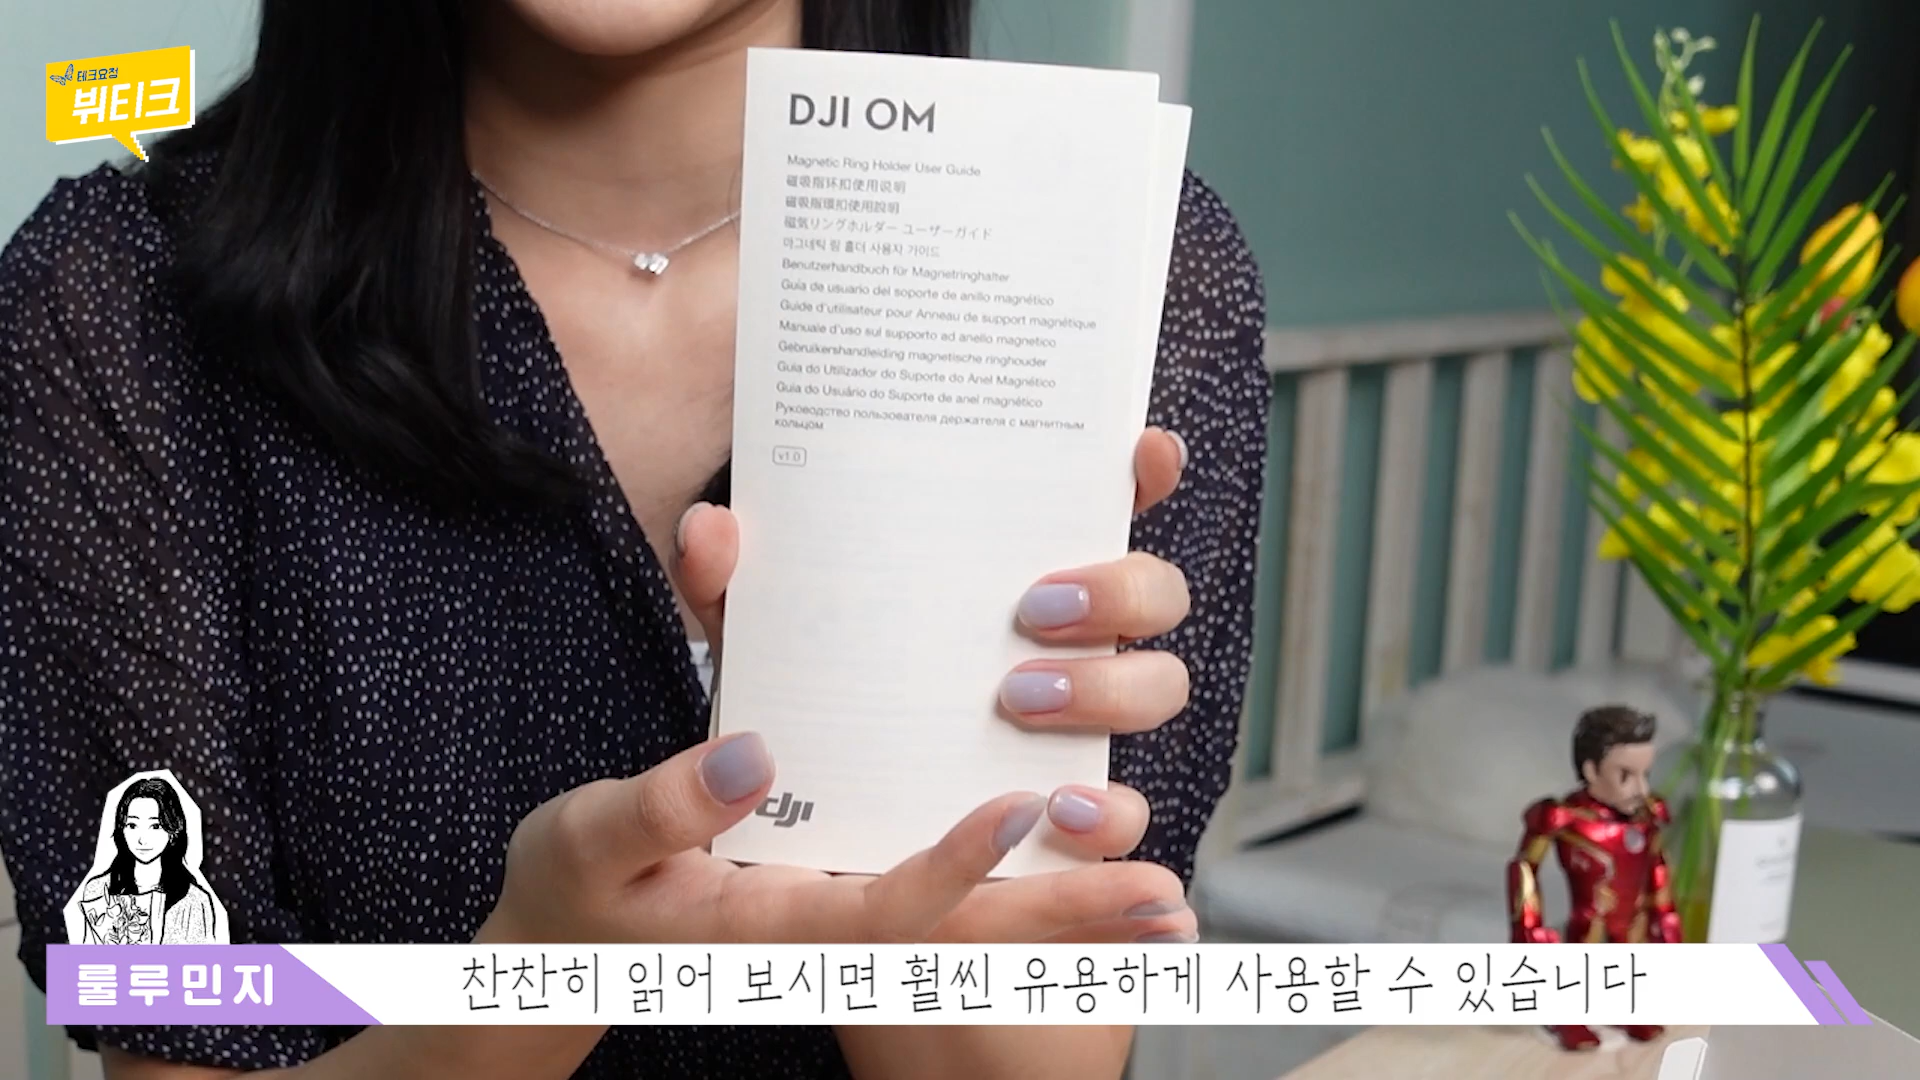 테크요정
뷔티크
DJI OM
Magnetic Ring Holder User Guide
磁吸指环扣使用说明
磁吸指環扣使用說明
磁気リングホルダー ユーザーガイド
마그네틱 링 홀더 사용자 가이드
Benutzerhandbuch für Magnetringhalter
Guía de usuario del soporte de anillo magnético
Guide d'utilisateur pour Anneau de support magnétique
Manuale d'uso sul supporto ad anello magnetico
Gebruikershandleiding magnetische ringhouder
Guia do Utilizador do Suporte do Anel Magnético
Guia do Usuário do Suporte de anel magnético
Руководство пользователя держателя с магнитным
кольцом
v1.0
dji
룰루민지
찬찬히 읽어 보시면 훨씬 유용하게 사용할 수 있습니다